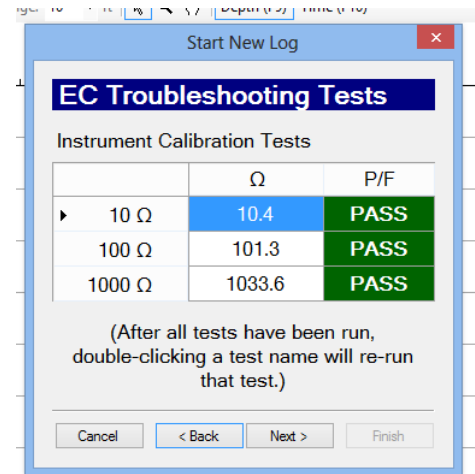 Depth (F9)
Start New Log
EC Troubleshooting Tests
Instrument Calibration Tests
Ω P/F
10 Ω 10.4 PASS
100 Ω 101.3 PASS
1000 Ω 1033.6 PASS
(After all tests have been run,
double-clicking a test name will re-run
that test.)
Cancel < Back Next > Finish